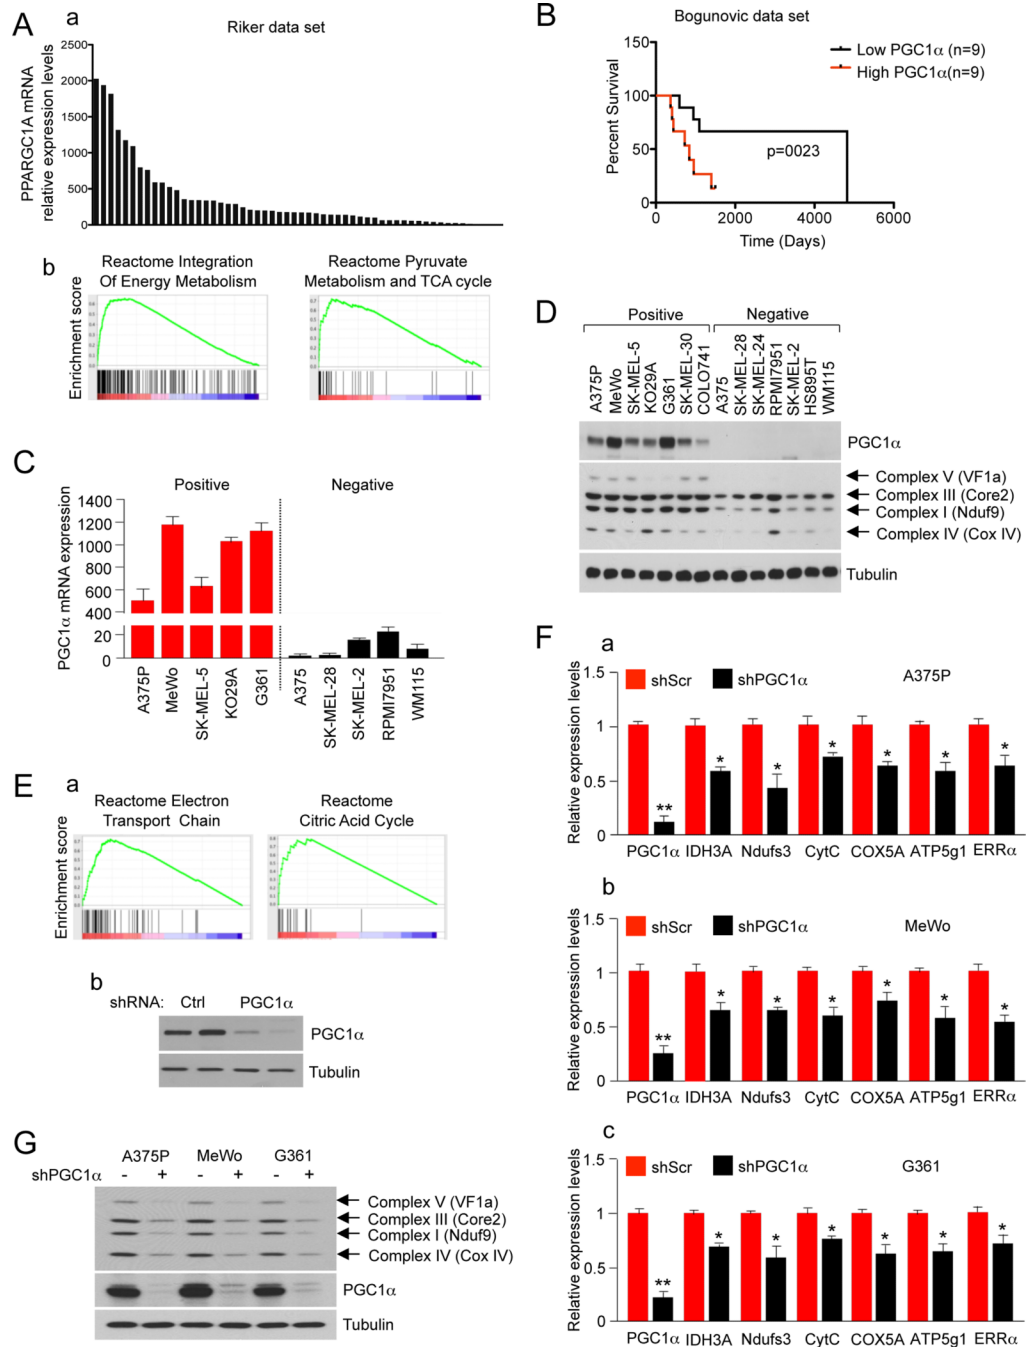 A
a
Riker data set
PPARGC1A mRNA
relative expression levels
2500
2000
1500
1000
500
0
b
Reactome Integration
Of Energy Metabolism
Reactome Pyruvate
Metabolism and TCA cycle
Enrichment score
B
Bogunovic data set
Percent Survival
150
100
50
0
Low PGC1α (n=9)
High PGC1α(n=9)
p=0023
0 2000 4000 6000
Time (Days)
C
Positive Negative
PGC1α mRNA expression
1400
1200
1000
800
600
400
20
0
A375P
MeWo
SK-MEL-5
KO29A
G361
A375
SK-MEL-28
SK-MEL-2
RPMI7951
WM115
D
Positive Negative
A375P
MeWo
SK-MEL-5
KO29A
G361
SK-MEL-30
COLO741
A375
SK-MEL-28
SK-MEL-24
RPMI7951
SK-MEL-2
HS895T
WM115
PGC1α
Complex V (VF1a)
Complex III (Core2)
Complex I (Nduf9)
Complex IV (Cox IV)
Tubulin
E
a
Reactome Electron
Transport Chain
Reactome
Citric Acid Cycle
Enrichment score
b
shRNA: Ctrl PGC1α
PGC1α
Tubulin
F
a
Relative expression levels
1.5
1
0.5
0
shScr shPGC1α A375P
** * * * * * *
PGC1α IDH3A Ndufs3 CytC COX5A ATP5g1 ERRα
b
Relative expression levels
1.5
1
0.5
0
shScr shPGC1α MeWo
** * * * * * *
PGC1α IDH3A Ndufs3 CytC COX5A ATP5g1 ERRα
c
Relative expression levels
1.5
1
0.5
0
shScr shPGC1α G361
** * * * * * *
PGC1α IDH3A Ndufs3 CytC COX5A ATP5g1 ERRα
G
A375P MeWo G361
shPGC1α - + - + - +
Complex V (VF1a)
Complex III (Core2)
Complex I (Nduf9)
Complex IV (Cox IV)
PGC1α
Tubulin